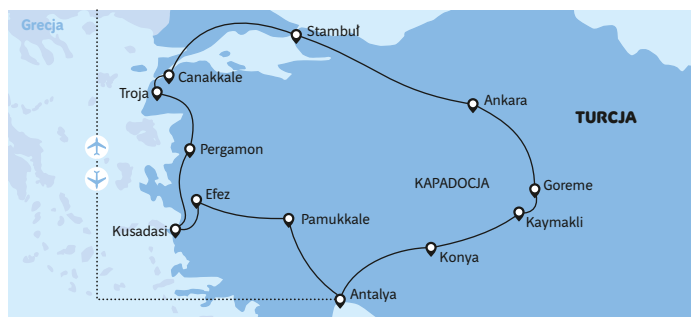 Grecja
Stambuł
Canakkale
Troja
Ankara
TURCJA
Pergamon
KAPADOCJA
Goreme
Efez
Kaymakli
Pamukkale
Kusadasi
Konya
Antalya